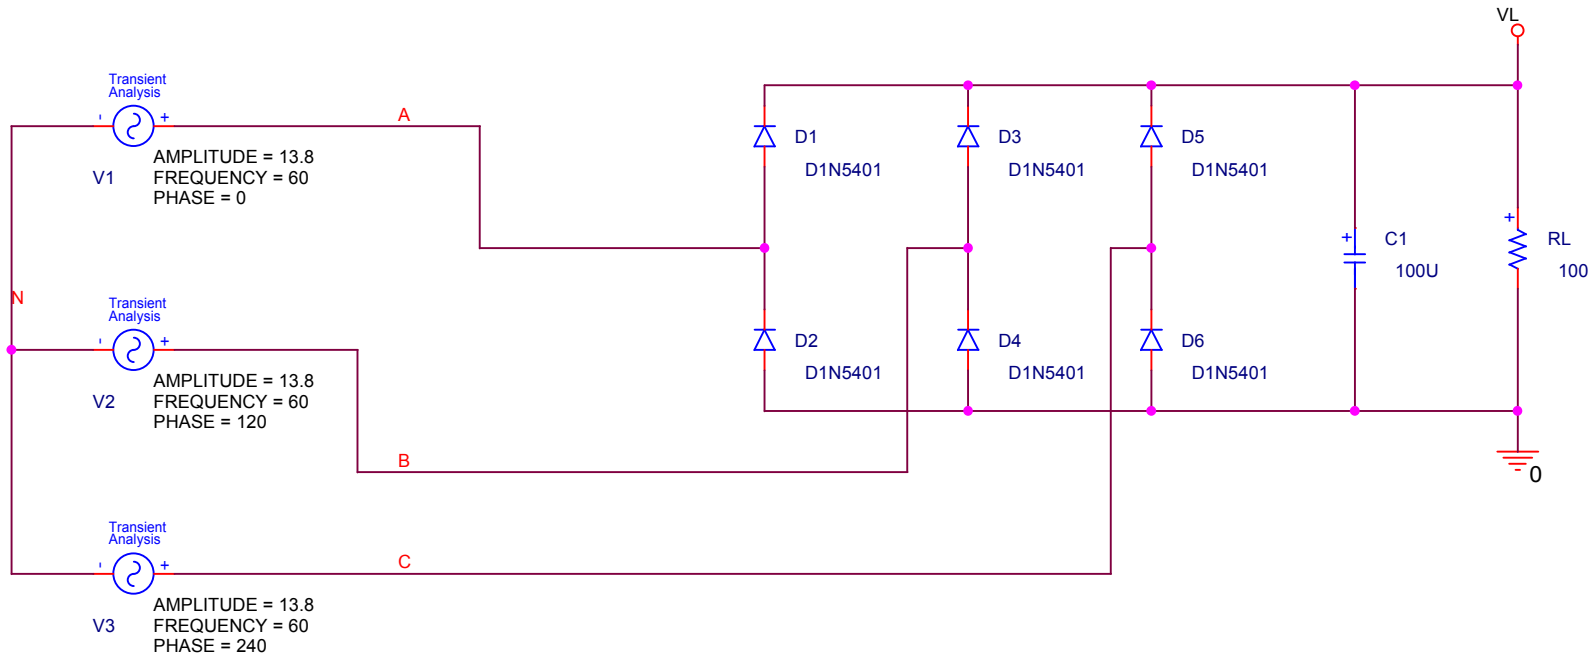 VL
Transient
Analysis
- +
A
AMPLITUDE = 13.8
V1 FREQUENCY = 60
PHASE = 0
D1
D1N5401
D3
D1N5401
D5
D1N5401
+
C1
100U
+
RL
100
N
Transient
Analysis
- +
AMPLITUDE = 13.8
V2 FREQUENCY = 60
PHASE = 120
D2
D1N5401
D4
D1N5401
D6
D1N5401
B
0
Transient
Analysis
- +
C
AMPLITUDE = 13.8
V3 FREQUENCY = 60
PHASE = 240